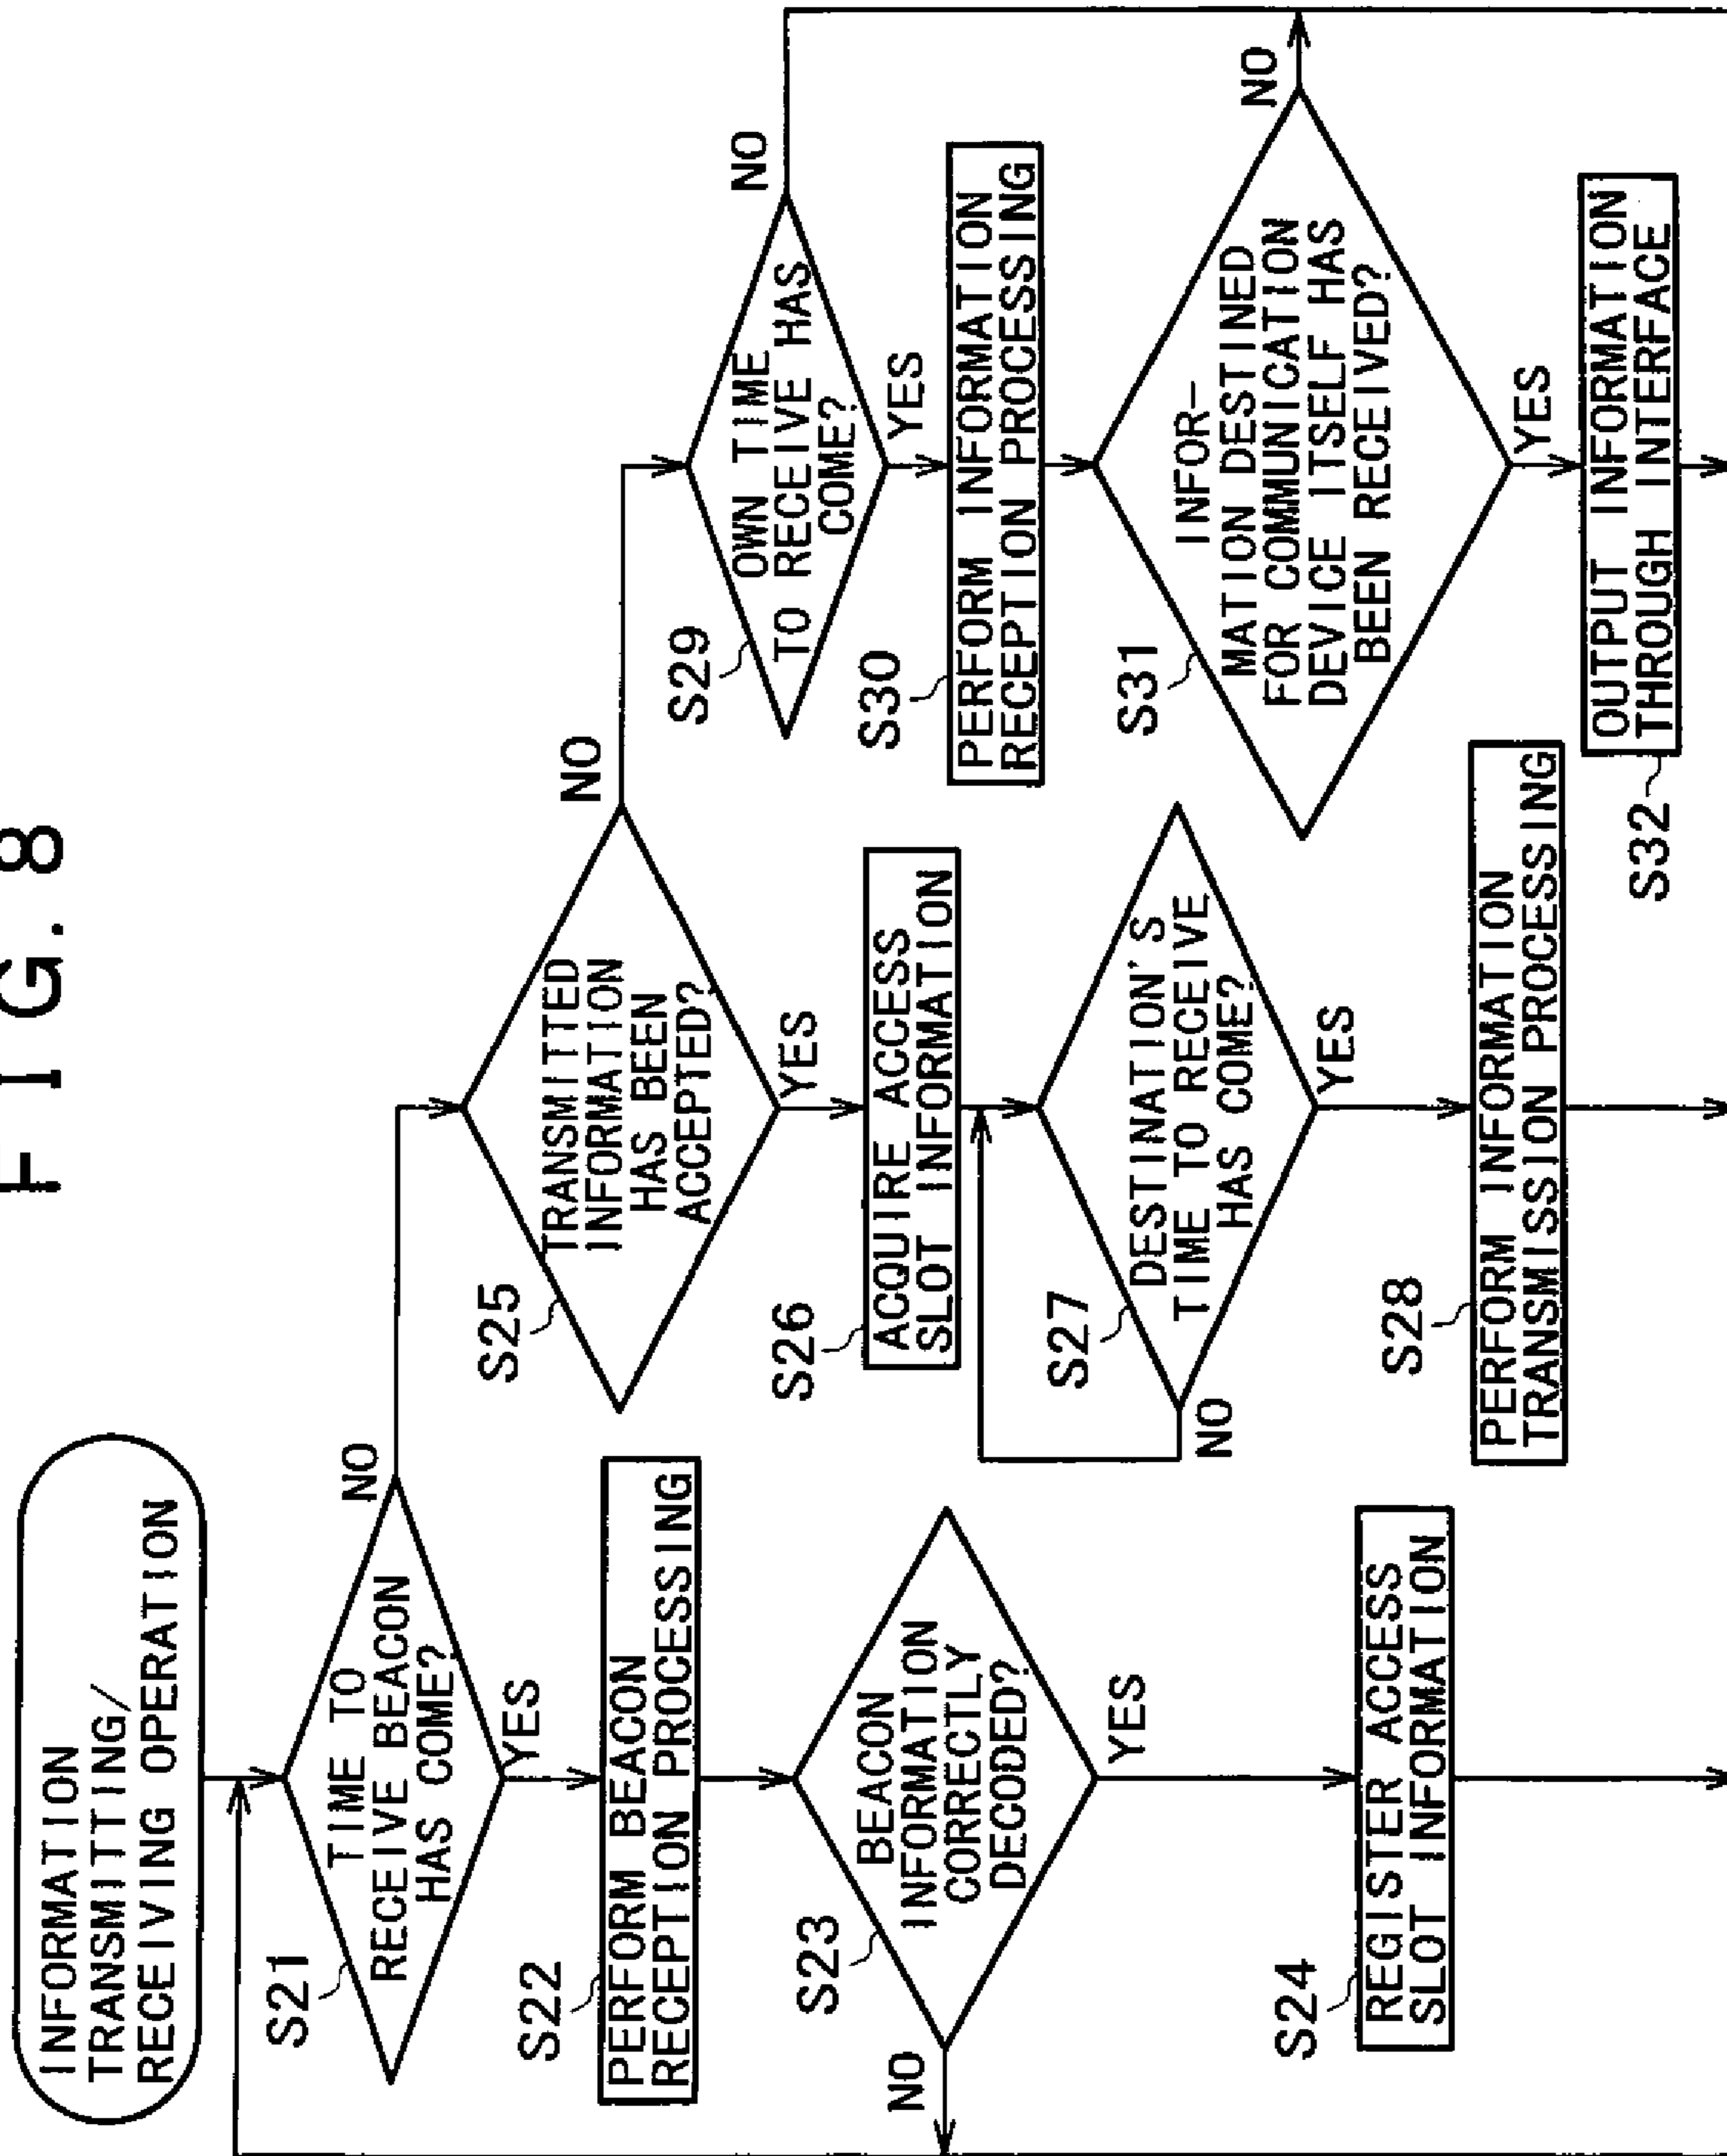 FIG. 8
INFORMATION
TRANSMITTING/
RECEIVING OPERATION
S21
TIME TO
RECEIVE BEACON
HAS COME?
NO
YES
S22
PERFORM BEACON
RECEPTION PROCESSING
S23
BEACON
INFORMATION
CORRECTLY
DECODED?
NO
YES
S24
REGISTER ACCESS
SLOT INFORMATION
S25
TRANSMITTED
INFORMATION
HAS BEEN
ACCEPTED?
NO
YES
S26
ACQUIRE ACCESS
SLOT INFORMATION
S27
DESTINATION'S
TIME TO RECEIVE
HAS COME?
NO
YES
S28
PERFORM INFORMATION
TRANSMISSION PROCESSING
S29
OWN TIME
TO RECEIVE HAS
COME?
NO
YES
S30
PERFORM INFORMATION
RECEPTION PROCESSING
S31
INFOR-
MATION DESTINED
FOR COMMUNICATION
DEVICE ITSELF HAS
BEEN RECEIVED?
NO
YES
S32
OUTPUT INFORMATION
THROUGH INTERFACE